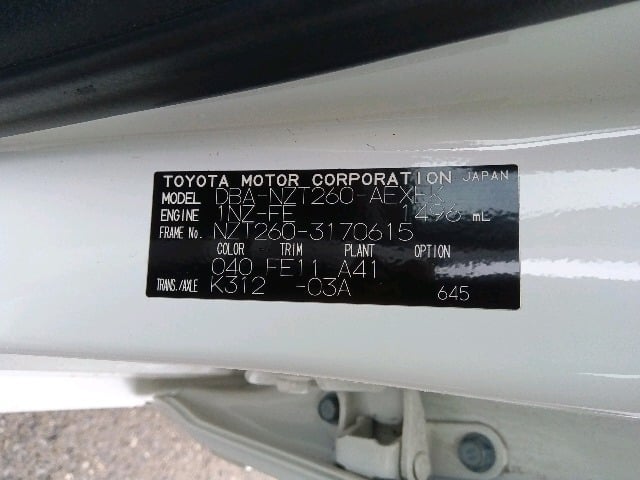 TOYOTA MOTOR CORPORATION JAPAN
MODEL DBA-NZT260-AEXEK
ENGINE 1NZ-FE 1496 mL
FRAME No. NZT260-3170615
COLOR TRIM PLANT OPTION
040 FE11 A41
TRANS./AXLE K312 -03A 645